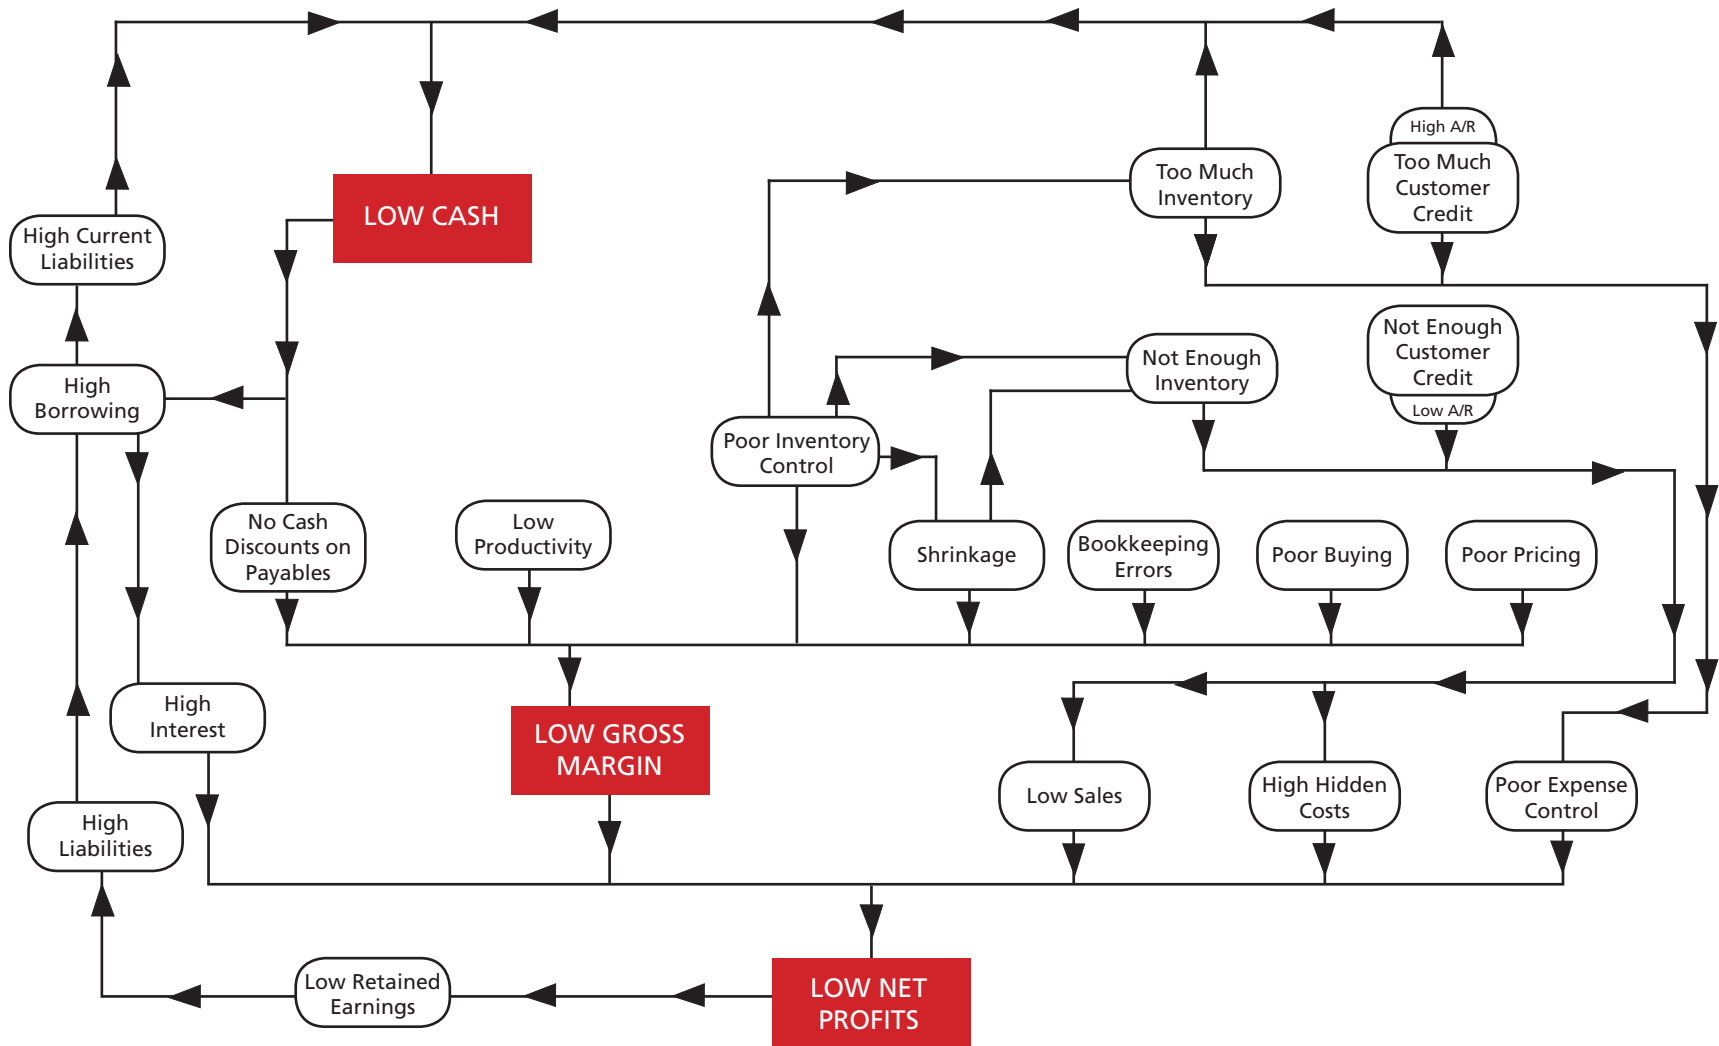 High A/R
Too Much
Customer
Credit
Too Much
Inventory
LOW CASH
High Current
Liabilities
Not Enough
Customer
Credit
Low A/R
Not Enough
Inventory
High
Borrowing
Poor Inventory
Control
No Cash
Discounts on
Payables
Low
Productivity
Shrinkage
Bookkeeping
Errors
Poor Buying
Poor Pricing
High
Interest
LOW GROSS
MARGIN
Low Sales
High Hidden
Costs
Poor Expense
Control
High
Liabilities
Low Retained
Earnings
LOW NET
PROFITS